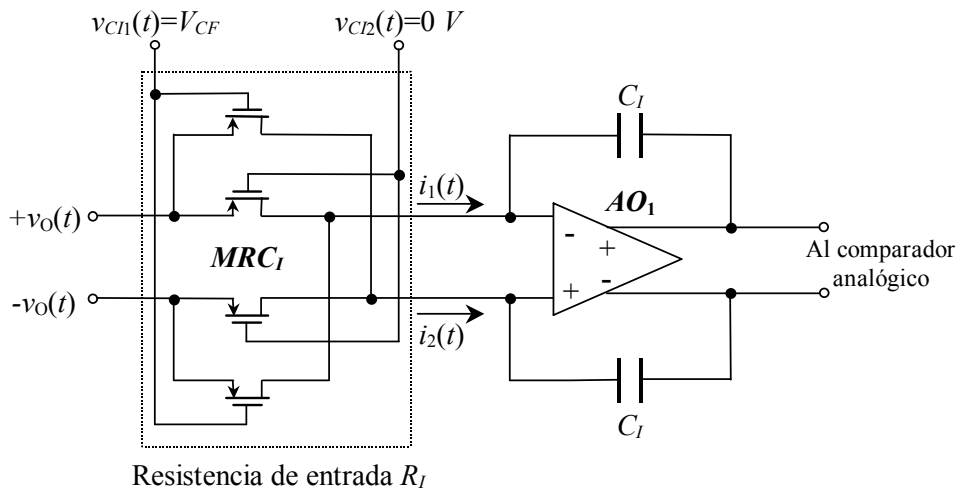 v_CI1(t)=V_CF
v_CI2(t)=0 V
C_I
i_1(t)
AO_1
+v_O(t)
-
+
MRC_I
Al comparador
analógico
-v_O(t)
+
-
i_2(t)
C_I
Resistencia de entrada R_I